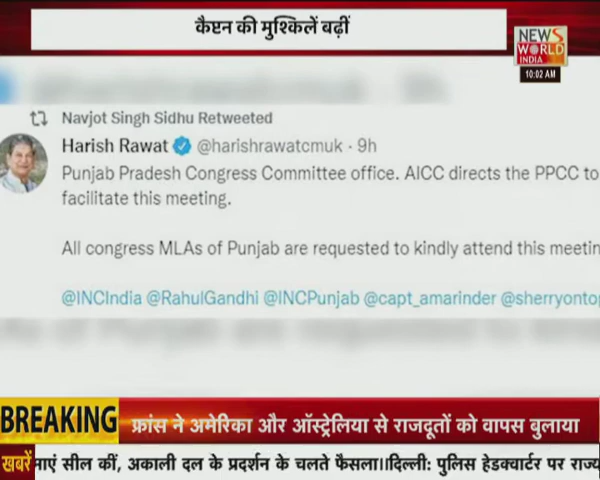 कैप्टन की मुश्किलें बढ़ीं
NEWS
WORLD
INDIA
10:02 AM
Navjot Singh Sidhu Retweeted
Harish Rawat @harishrawatcmuk · 9h
Punjab Pradesh Congress Committee office. AICC directs the PPCC to
facilitate this meeting.
All congress MLAs of Punjab are requested to kindly attend this meetin
@INCIndia @RahulGandhi @INCPunjab @capt_amarinder @sherryontop
BREAKING फ्रांस ने अमेरिका और ऑस्ट्रेलिया से राजदूतों को वापस बुलाया
खबरें माएं सील कीं, अकाली दल के प्रदर्शन के चलते फैसला।।दिल्ली: पुलिस हेडक्वार्टर पर राज्य